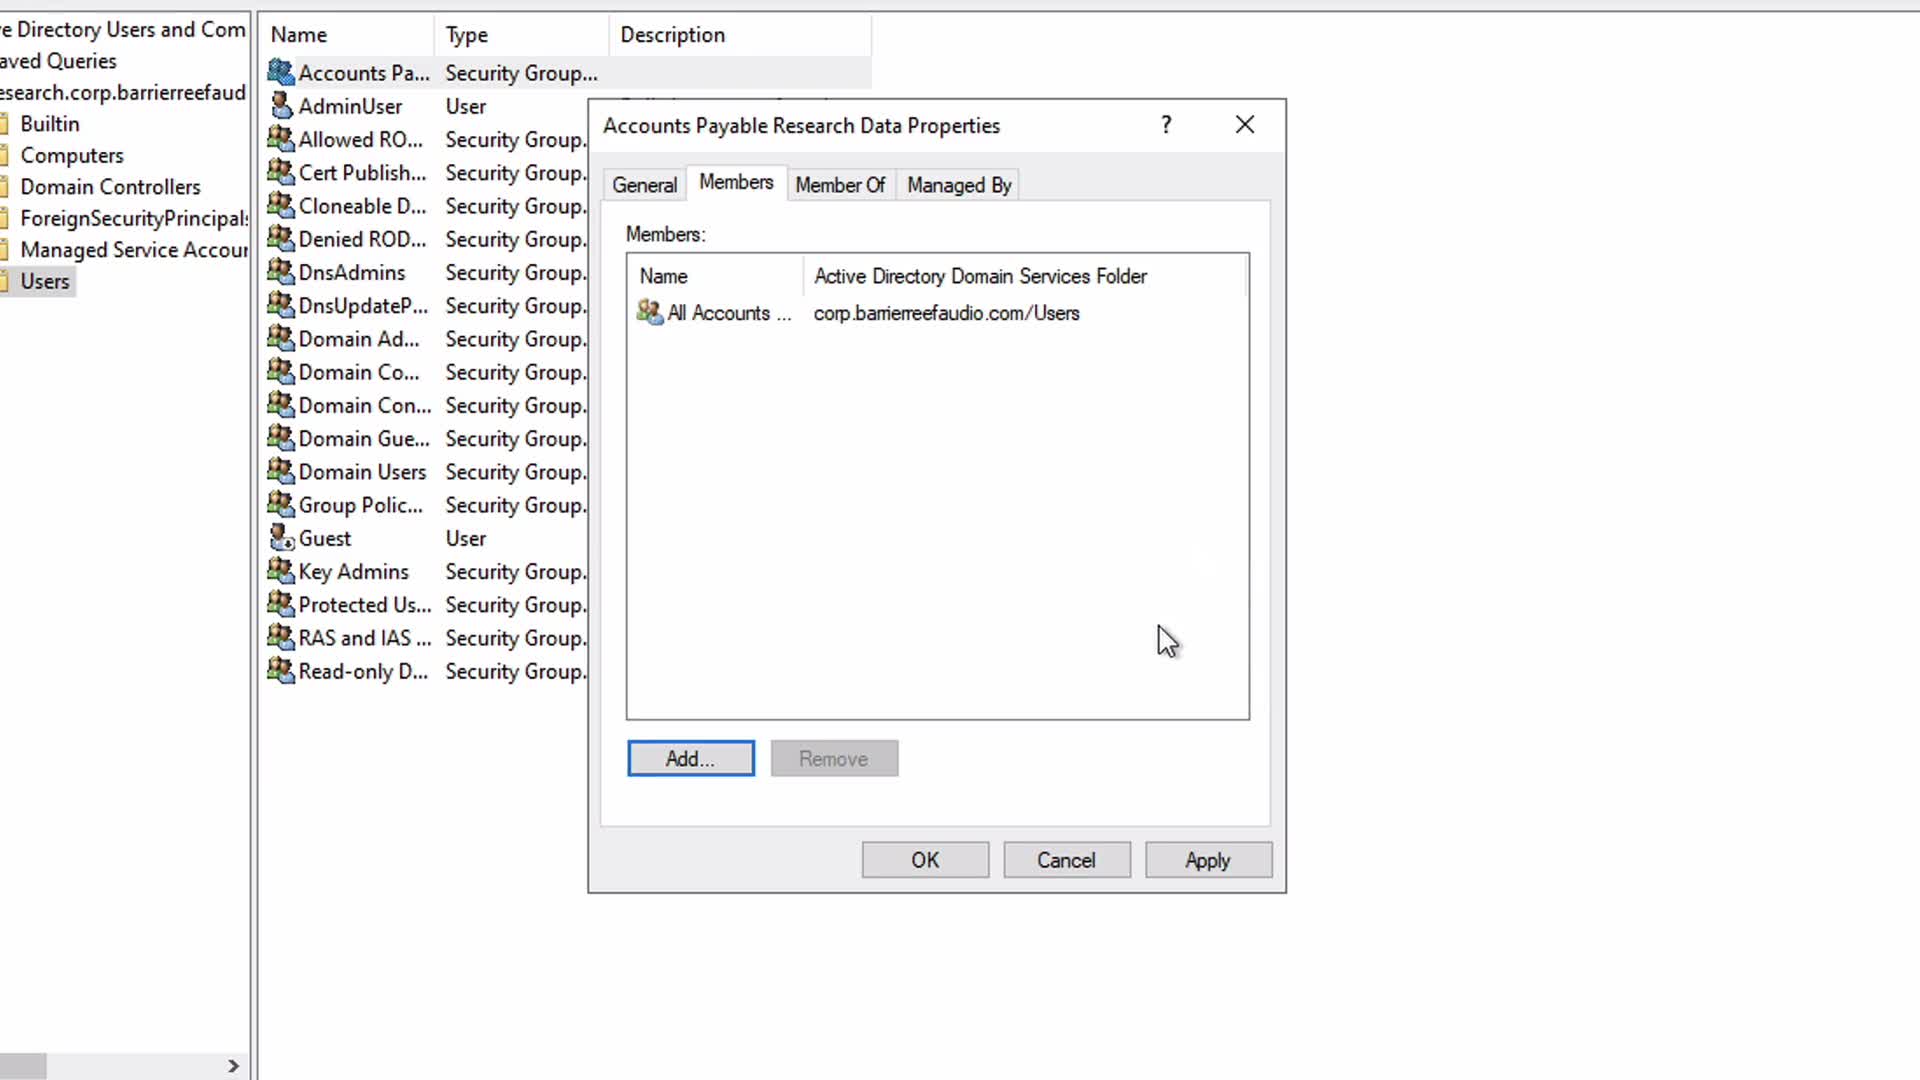 ve Directory Users and Com
aved Queries
esearch.corp.barrierreefaud
Builtin
Computers
Domain Controllers
ForeignSecurityPrincipals
Managed Service Accour
Users
Name Type Description
Accounts Pa... Security Group...
AdminUser User
Allowed RO... Security Group.
Cert Publish... Security Group.
Cloneable D... Security Group.
Denied ROD... Security Group.
DnsAdmins Security Group.
DnsUpdateP... Security Group.
Domain Ad... Security Group.
Domain Co... Security Group.
Domain Con... Security Group.
Domain Gue... Security Group.
Domain Users Security Group.
Group Polic... Security Group.
Guest User
Key Admins Security Group.
Protected Us... Security Group.
RAS and IAS ... Security Group.
Read-only D... Security Group.
Accounts Payable Research Data Properties ?
General Members Member Of Managed By
Members:
Name Active Directory Domain Services Folder
All Accounts ... corp.barrierreefaudio.com/Users
Add... Remove
OK Cancel Apply